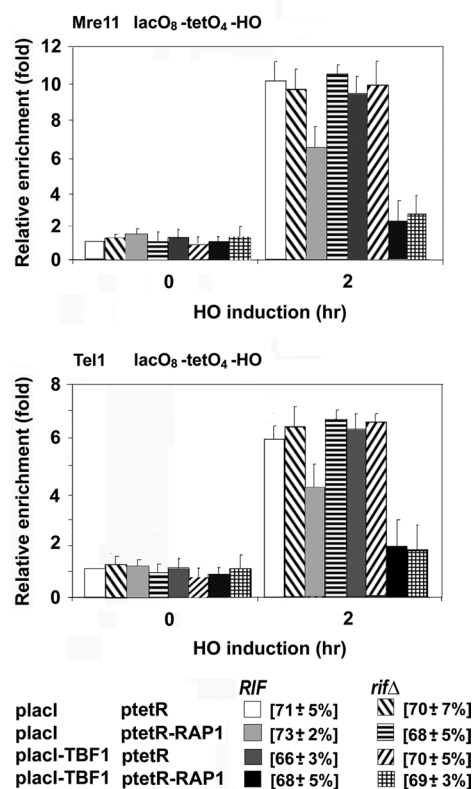 Mre11 lacO₈-tetO₄-HO
Relative enrichment (fold)
12
10
8
6
4
2
0
0 2
HO induction (hr)
Tel1 lacO₈-tetO₄-HO
Relative enrichment (fold)
8
6
4
2
0
0 2
HO induction (hr)
RIF rifΔ
placI ptetR [71±5%] [70±7%]
placI ptetR-RAP1 [73±2%] [68±5%]
placI-TBF1 ptetR [66±3%] [70±5%]
placI-TBF1 ptetR-RAP1 [68±5%] [69±3%]